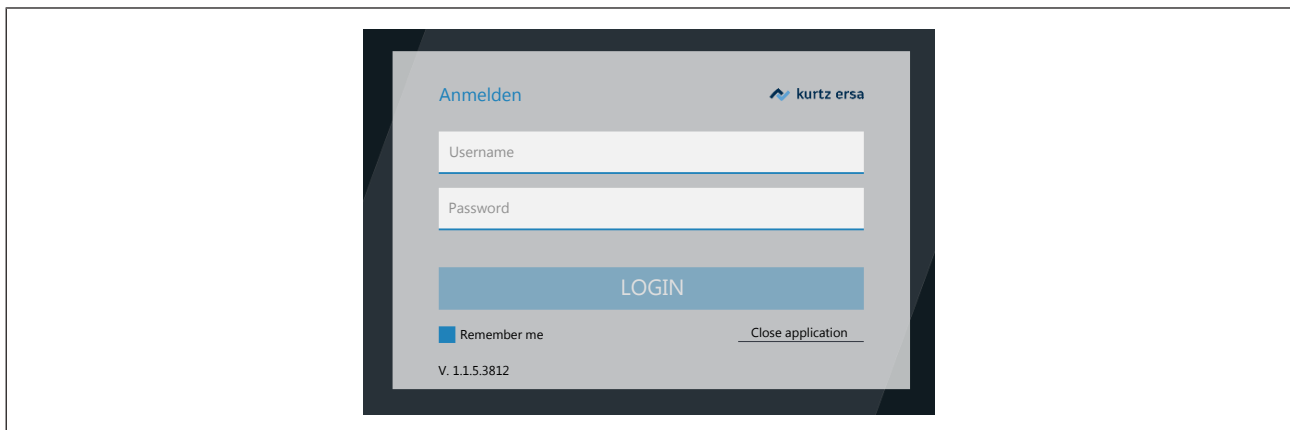 Anmelden
kurtz ersa
Username
Password
LOGIN
Remember me
Close application
V. 1.1.5.3812